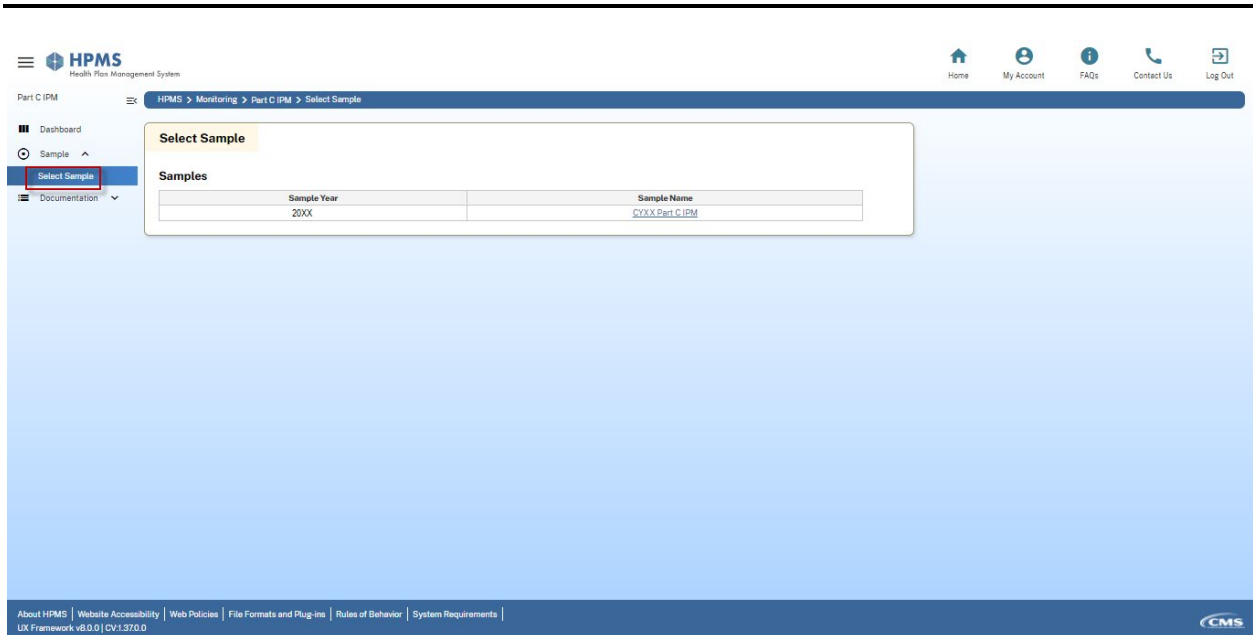 HPMS
Health Plan Management System
Home
My Account
FAQs
Contact Us
Log Out
Part C IPM
HPMS > Monitoring > Part C IPM > Select Sample
Dashboard
Sample
Select Sample
Documentation
Select Sample
Samples
Sample Year Sample Name
20XX CYXX Part C IPM
About HPMS | Website Accessibility | Web Policies | File Formats and Plug-ins | Rules of Behavior | System Requirements |
UX Framework v8.0.0 | CV:1.37.0.0
CMS